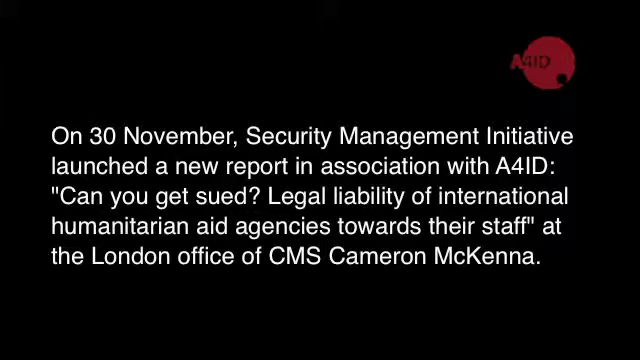 A4ID
On 30 November, Security Management Initiative
launched a new report in association with A4ID:
"Can you get sued? Legal liability of international
humanitarian aid agencies towards their staff" at
the London office of CMS Cameron McKenna.